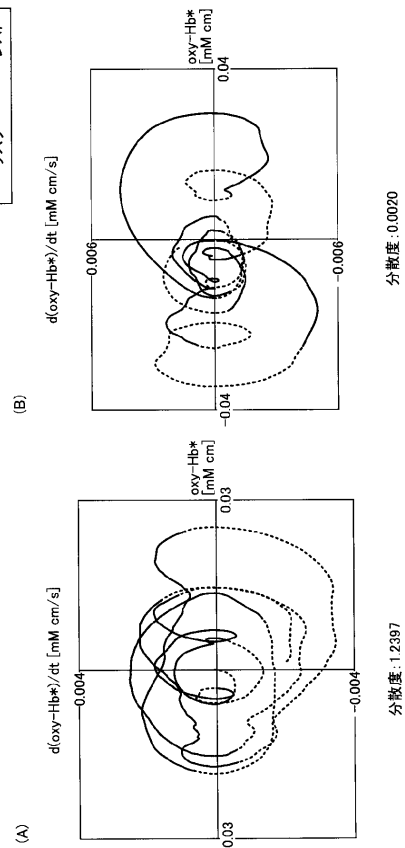 (A)
d(oxy-Hb*)/dt [mM cm/s]
0.004
oxy-Hb*
[mM cm]
0.03
0.03
-0.004
分散度:1.2397
(B)
d(oxy-Hb*)/dt [mM cm/s]
0.006
oxy-Hb*
[mM cm]
0.04
-0.04
-0.006
分散度:0.0020